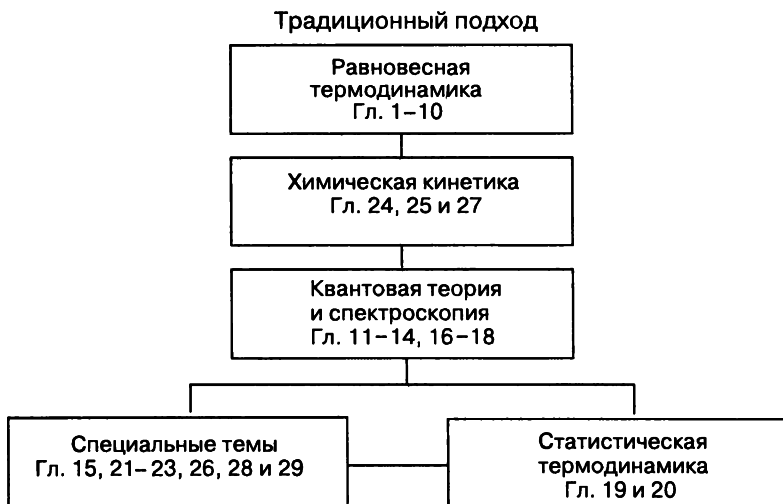 Традиционный подход
Равновесная
термодинамика
Гл. 1–10
Химическая кинетика
Гл. 24, 25 и 27
Квантовая теория
и спектроскопия
Гл. 11–14, 16–18
Специальные темы
Гл. 15, 21–23, 26, 28 и 29
Статистическая
термодинамика
Гл. 19 и 20